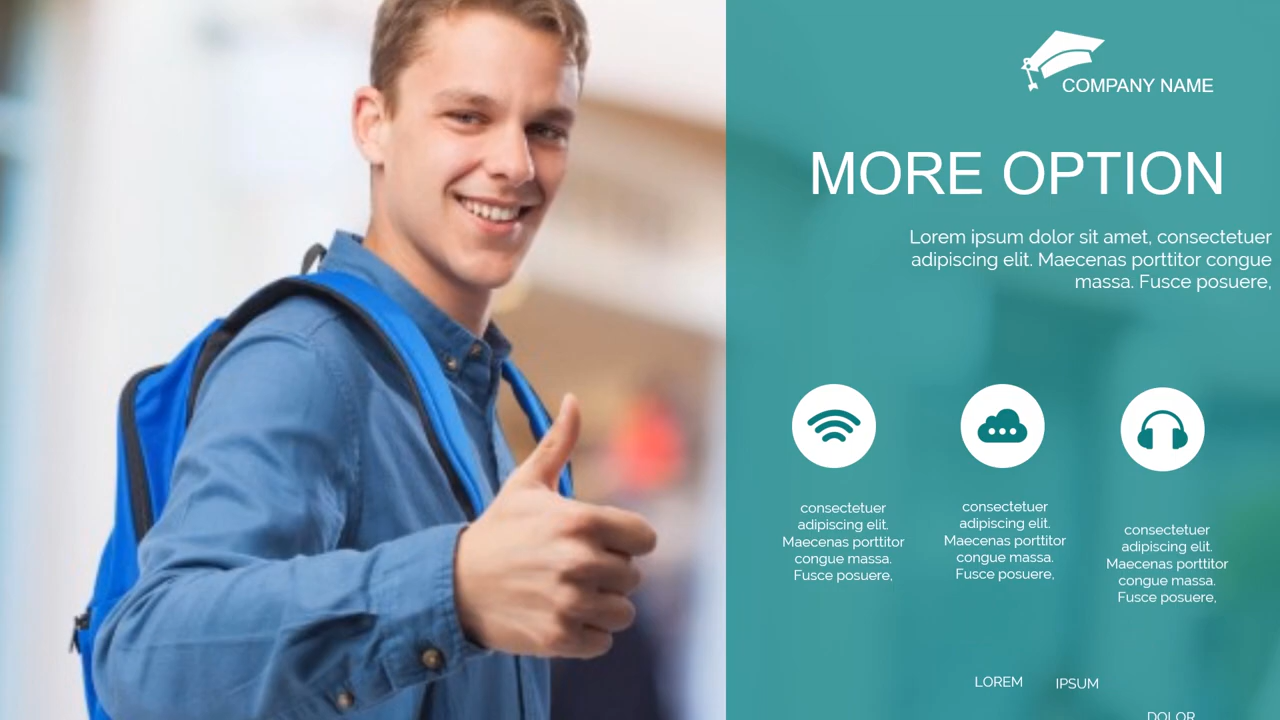 COMPANY NAME
MORE OPTION
Lorem ipsum dolor sit amet, consectetuer
adipiscing elit. Maecenas porttitor congue
massa. Fusce posuere,
consectetuer
adipiscing elit.
Maecenas porttitor
congue massa.
Fusce posuere,
consectetuer
adipiscing elit.
Maecenas porttitor
congue massa.
Fusce posuere,
consectetuer
adipiscing elit.
Maecenas porttitor
congue massa.
Fusce posuere,
LOREM
IPSUM
DOLOR